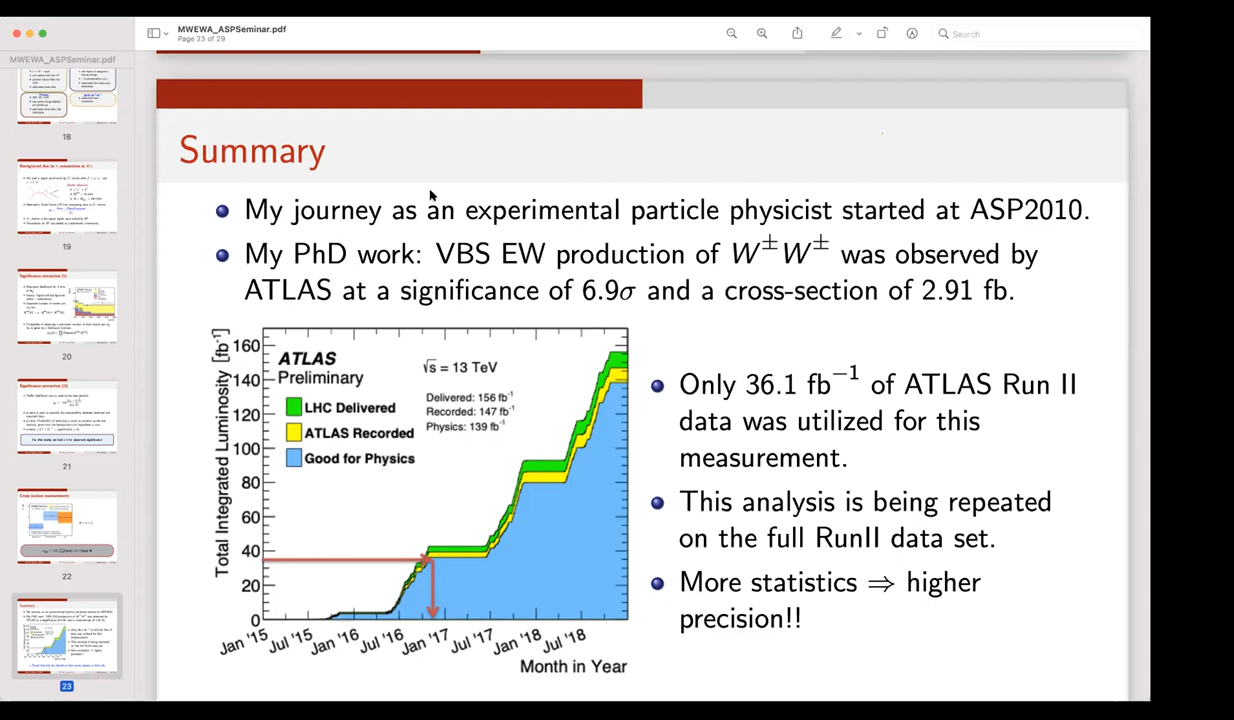 MWEWA_ASPSeminar.pdf
Page 23 of 29
Search
MWEWA_ASPSeminar.pdf
18
19
20
21
22
23
Summary
My journey as an experimental particle physicist started at ASP2010.
My PhD work: VBS EW production of W±W± was observed by
ATLAS at a significance of 6.9σ and a cross-section of 2.91 fb.
Total Integrated Luminosity [fb⁻¹]
160
140
120
100
80
60
40
20
0
ATLAS
Preliminary
√s = 13 TeV
LHC Delivered
ATLAS Recorded
Good for Physics
Delivered: 156 fb⁻¹
Recorded: 147 fb⁻¹
Physics: 139 fb⁻¹
Jan '15
Jul '15
Jan '16
Jul '16
Jan '17
Jul '17
Jan '18
Jul '18
Month in Year
Only 36.1 fb⁻¹ of ATLAS Run II
data was utilized for this
measurement.
This analysis is being repeated
on the full RunII data set.
More statistics ⇒ higher
precision!!